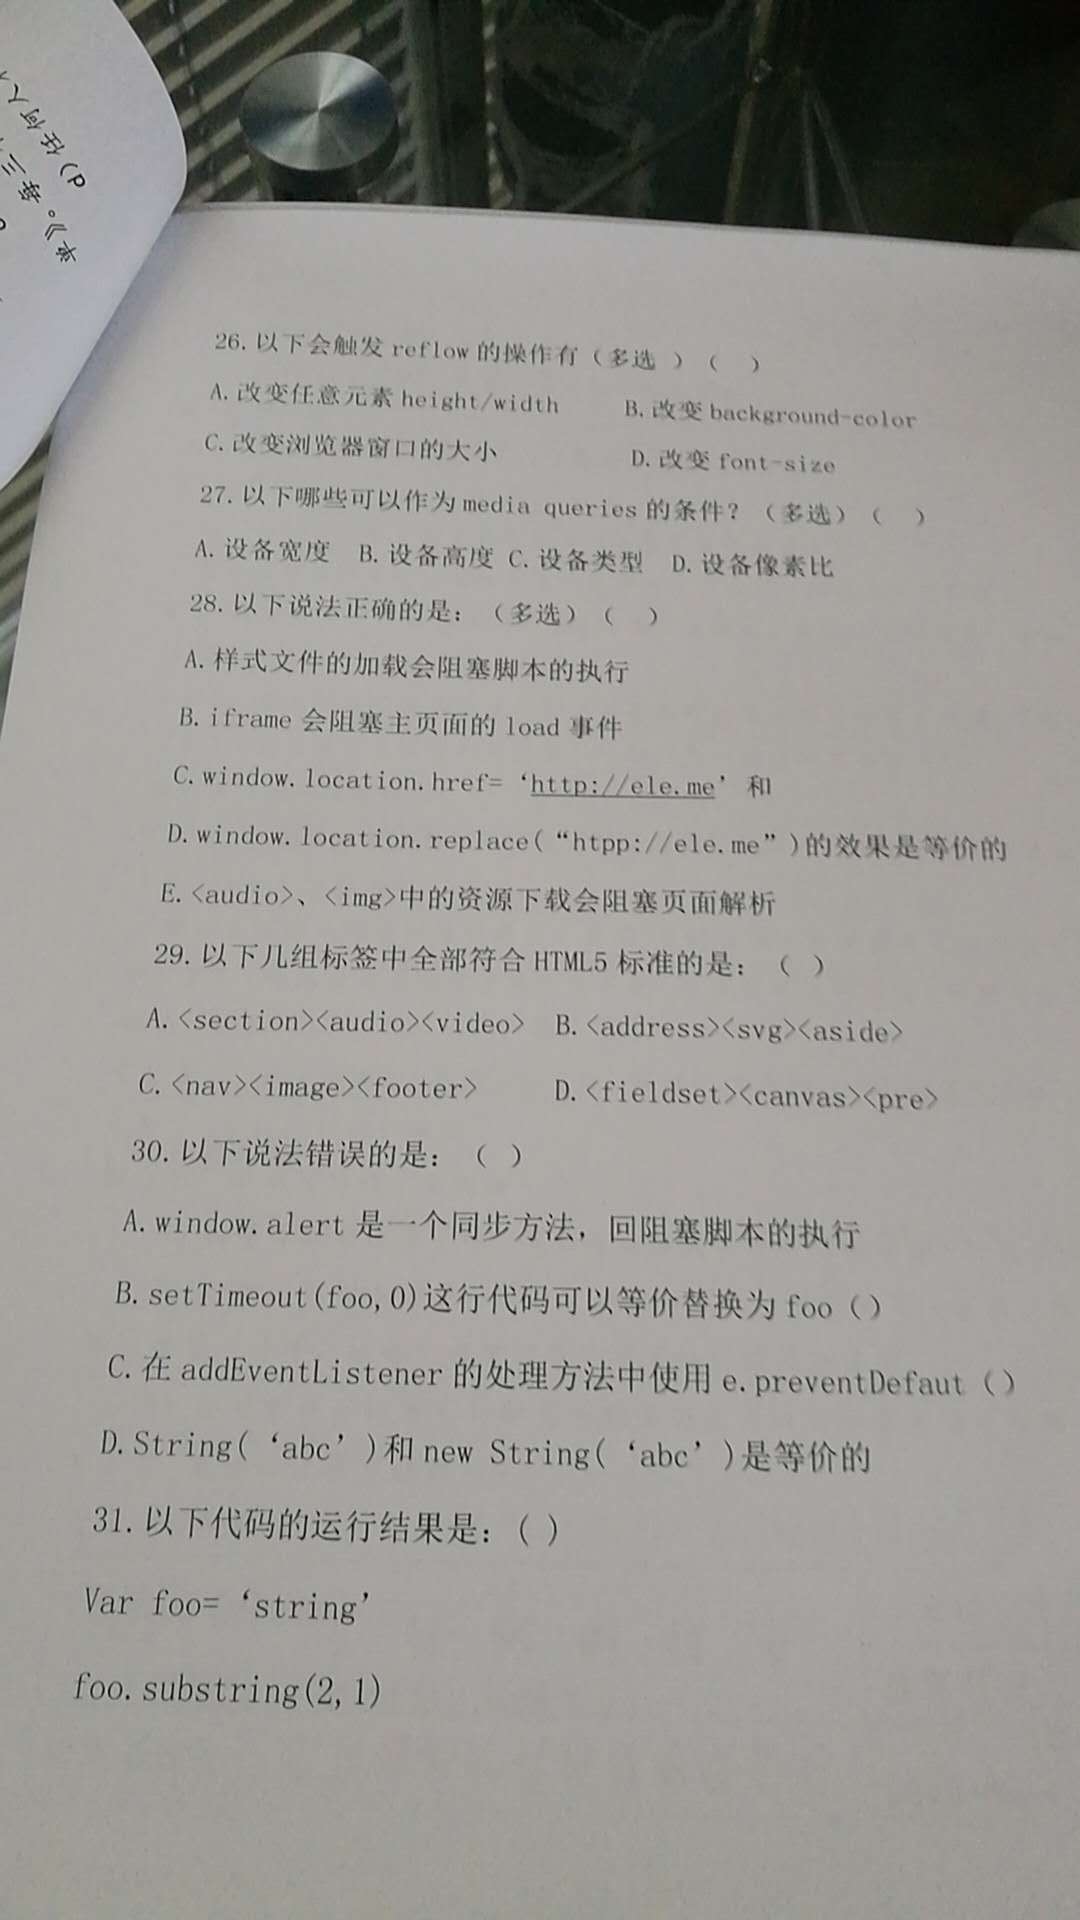 d)任何人
单》。每三
26.以下会触发 reflow 的操作有（多选 ）（  ）
A.改变任意元素 height/width  B.改变 background-color
C.改变浏览器窗口的大小  D.改变 font-size
27.以下哪些可以作为 media queries 的条件？（多选）（  ）
A.设备宽度  B.设备高度  C.设备类型  D.设备像素比
28.以下说法正确的是：（多选）（  ）
A.样式文件的加载会阻塞脚本的执行
B.iframe 会阻塞主页面的 load 事件
C.window.location.href=‘http://ele.me’和
D.window.location.replace(“htpp://ele.me”)的效果是等价的
E.<audio>、<img>中的资源下载会阻塞页面解析
29.以下几组标签中全部符合 HTML5 标准的是：（ ）
A.<section><audio><video>  B.<address><svg><aside>
C.<nav><image><footer>  D.<fieldset><canvas><pre>
30.以下说法错误的是：（ ）
A.window.alert 是一个同步方法，回阻塞脚本的执行
B.setTimeout(foo,0)这行代码可以等价替换为 foo（）
C.在 addEventListener 的处理方法中使用 e.preventDefaut（）
D.String(‘abc’)和 new String(‘abc’)是等价的
31.以下代码的运行结果是：( )
Var foo=‘string’
foo.substring(2,1)